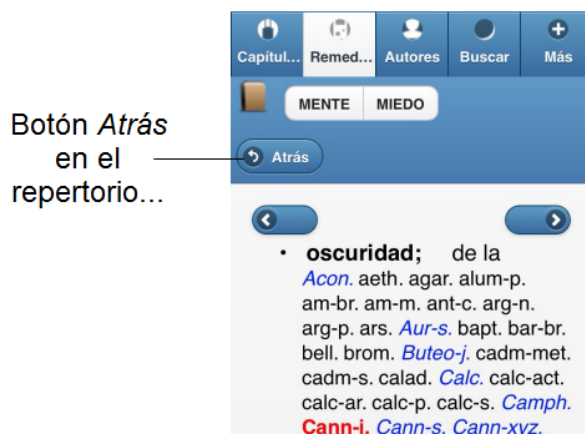 Capítul... Remed... Autores Buscar Más
MENTE MIEDO
Botón Atrás
en el
repertorio...
Atrás
• oscuridad; de la
Acon. aeth. agar. alum-p.
am-br. am-m. ant-c. arg-n.
arg-p. ars. Aur-s. bapt. bar-br.
bell. brom. Buteo-j. cadm-met.
cadm-s. calad. Calc. calc-act.
calc-ar. calc-p. calc-s. Camph.
Cann-i. Cann-s. Cann-xyz.